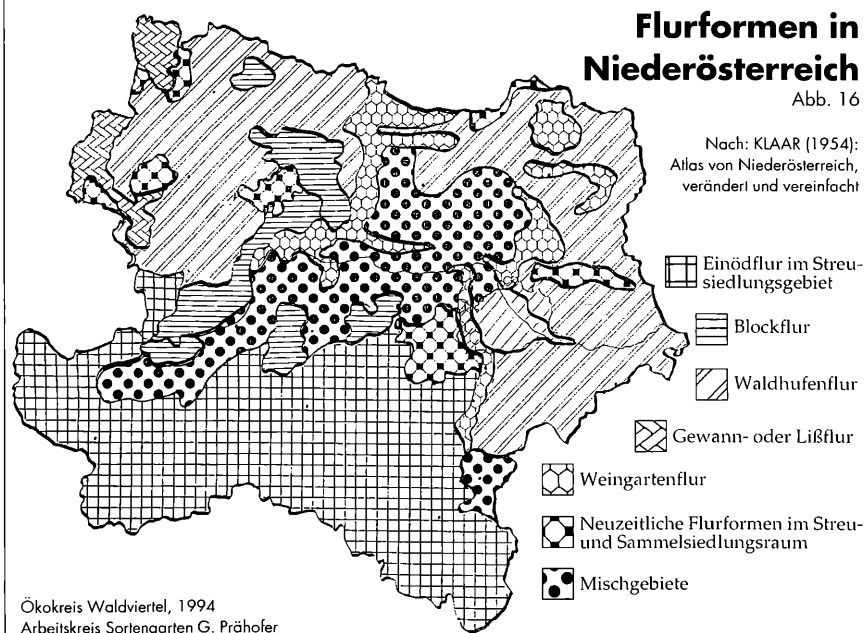 Flurformen in
Niederösterreich
Abb. 16
Nach: KLAAR (1954):
Atlas von Niederösterreich,
verändert und vereinfacht
Einödflur im Streu-
siedlungsgebiet
Blockflur
Waldhufenflur
Gewann- oder Lißflur
Weingartenflur
Neuzeitliche Flurformen im Streu-
und Sammelsiedlungsraum
Mischgebiete
Ökokreis Waldviertel, 1994
Arbeitskreis Sortengarten G. Prähofer